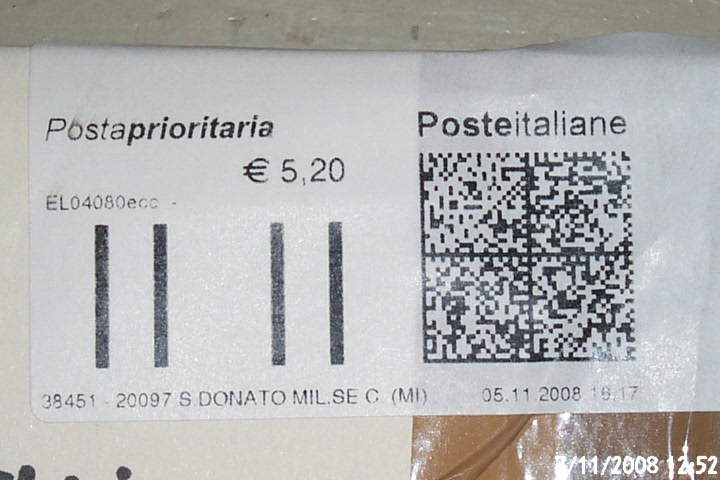 Postaprioritaria
Posteitaliane
€ 5,20
EL04080ecc -
38451 - 20097 S.DONATO MIL.SE C. (MI)
05.11.2008 16.17
/11/2008 12:52